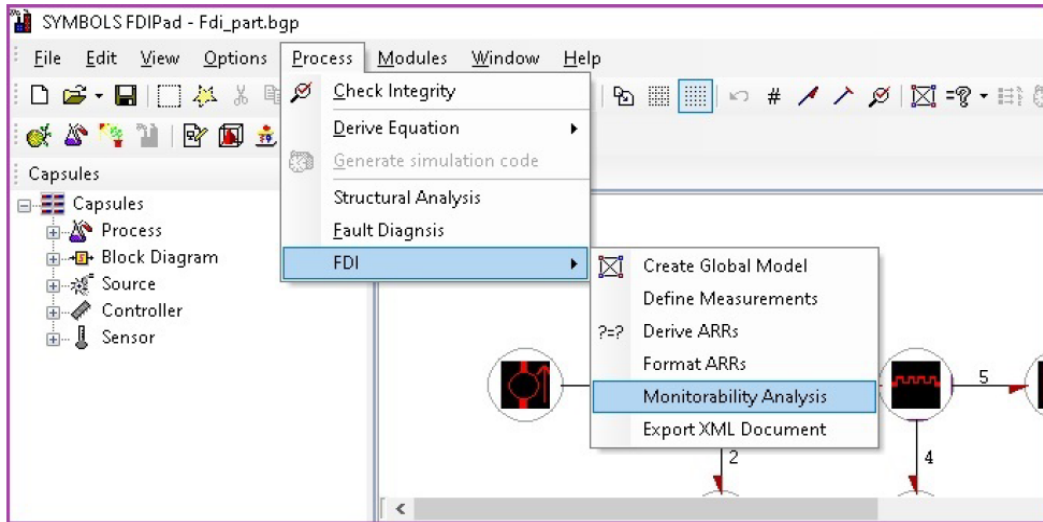 SYMBOLS FDIPad - Fdi_part.bgp
File Edit View Options Process Modules Window Help
Check Integrity
Derive Equation
Generate simulation code
Structural Analysis
Fault Diagnsis
FDI
Create Global Model
Define Measurements
?=? Derive ARRs
Format ARRs
Monitorability Analysis
Export XML Document
# =?
Capsules
Capsules
Process
Block Diagram
Source
Controller
Sensor
5
2
4